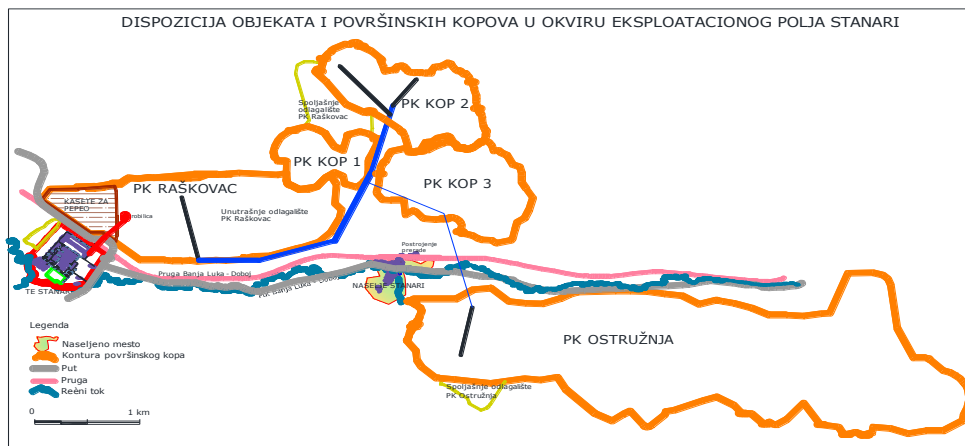 DISPOZICIJA OBJEKATA I POVRŠINSKIH KOPOVA U OKVIRU EKSPLOATACIONOG POLJA STANARI
Spoljašnje
odlagalište
PK Raškovac
PK KOP 2
PK KOP 1
PK KOP 3
PK RAŠKOVAC
KASETE ZA
PEPEO
Unutrašnje odlagalište
PK Raškovac
Drobilica
Postrojenje
prerade
Pruga Banja Luka - Doboj
Put Banja Luka - Doboj
NASELJE STANARI
TE STANARI
PK OSTRUŽNJA
Spoljašnje odlagalište
PK Ostružnja
Legenda
Naseljeno mesto
Kontura površinskog kopa
Put
Pruga
Reèni tok
0
1 km